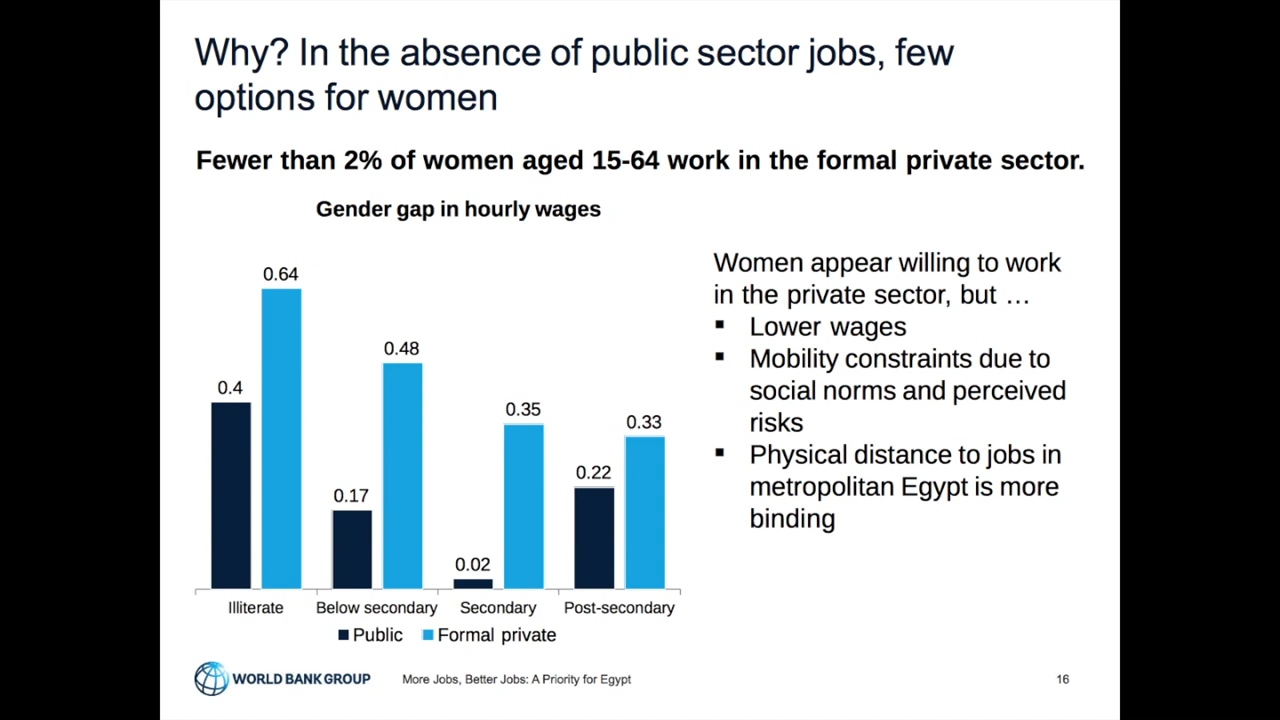 Why? In the absence of public sector jobs, few
options for women
Fewer than 2% of women aged 15-64 work in the formal private sector.
Gender gap in hourly wages
0.64
0.4
0.48
0.17
0.35
0.02
0.33
0.22
Illiterate
Below secondary
Secondary
Post-secondary
Public
Formal private
Women appear willing to work
in the private sector, but …
▪ Lower wages
▪ Mobility constraints due to
social norms and perceived
risks
▪ Physical distance to jobs in
metropolitan Egypt is more
binding
WORLD BANK GROUP
More Jobs, Better Jobs: A Priority for Egypt
16